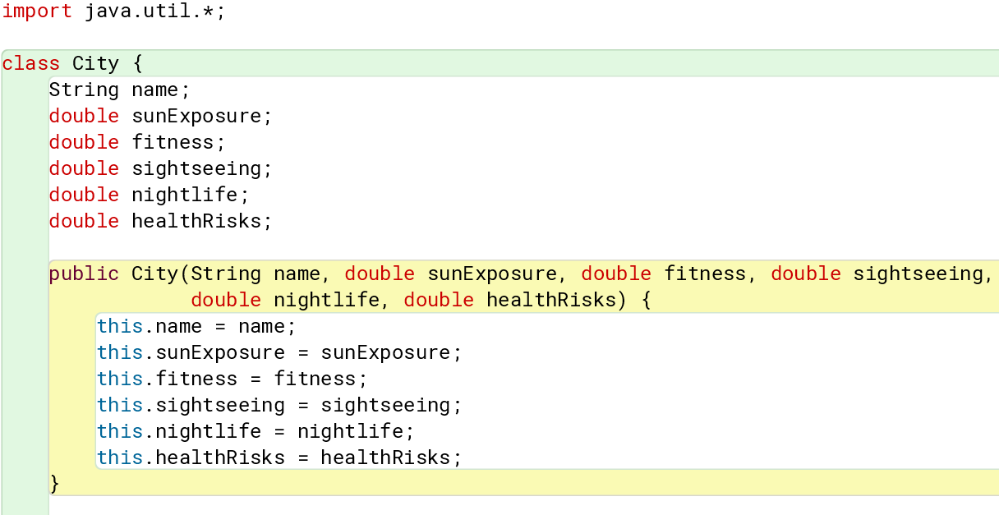 import java.util.*;
class City {
String name;
double sunExposure;
double fitness;
double sightseeing;
double nightlife;
double healthRisks;
public City(String name, double sunExposure, double fitness, double sightseeing,
double nightlife, double healthRisks) {
this.name = name;
this.sunExposure = sunExposure;
this.fitness = fitness;
this.sightseeing = sightseeing;
this.nightlife = nightlife;
this.healthRisks = healthRisks;
}